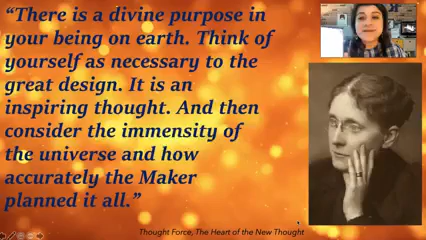 “There is a divine purpose in
your being on earth. Think of
yourself as necessary to the
great design. It is an
inspiring thought. And then
consider the immensity of
the universe and how
accurately the Maker
planned it all.”
Thought Force, The Heart of the New Thought